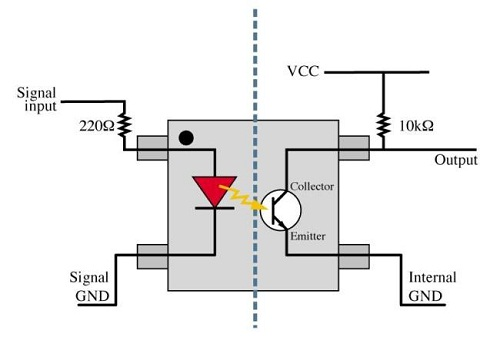 VCC
Signal
input
220Ω
10kΩ
Output
Collector
Emitter
Signal
GND
Internal
GND